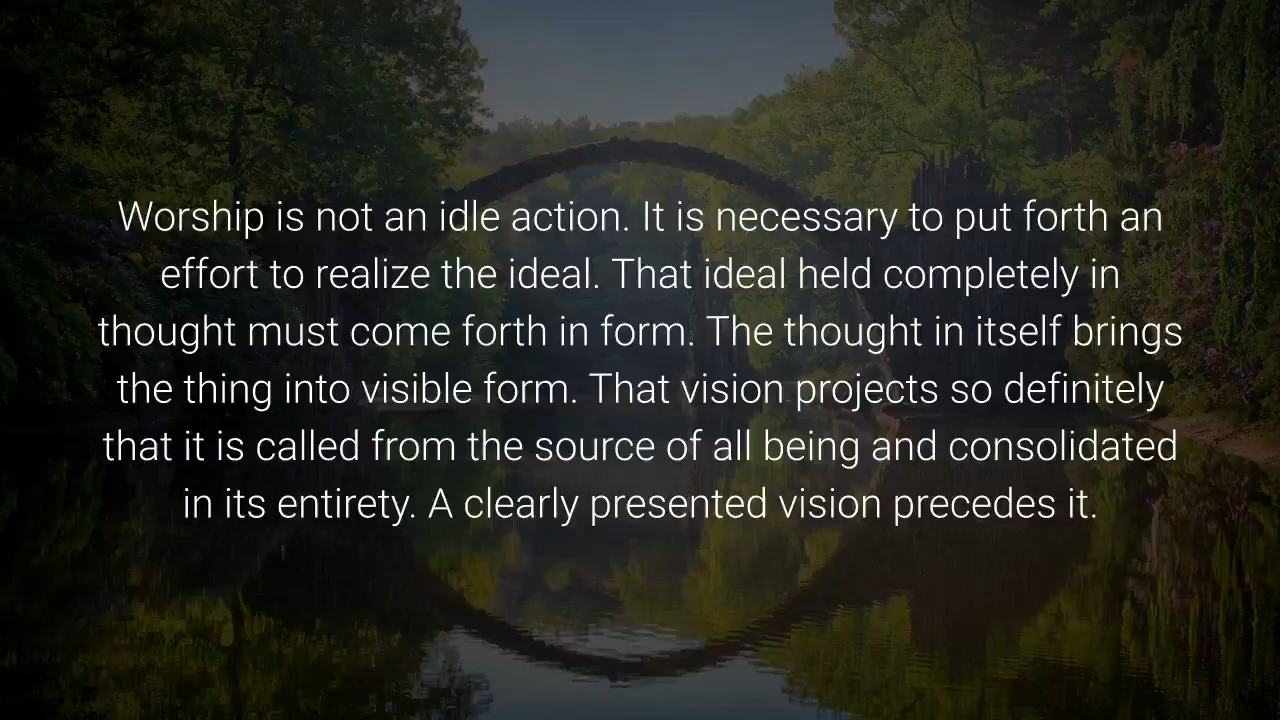 Worship is not an idle action. It is necessary to put forth an
effort to realize the ideal. That ideal held completely in
thought must come forth in form. The thought in itself brings
the thing into visible form. That vision projects so definitely
that it is called from the source of all being and consolidated
in its entirety. A clearly presented vision precedes it.